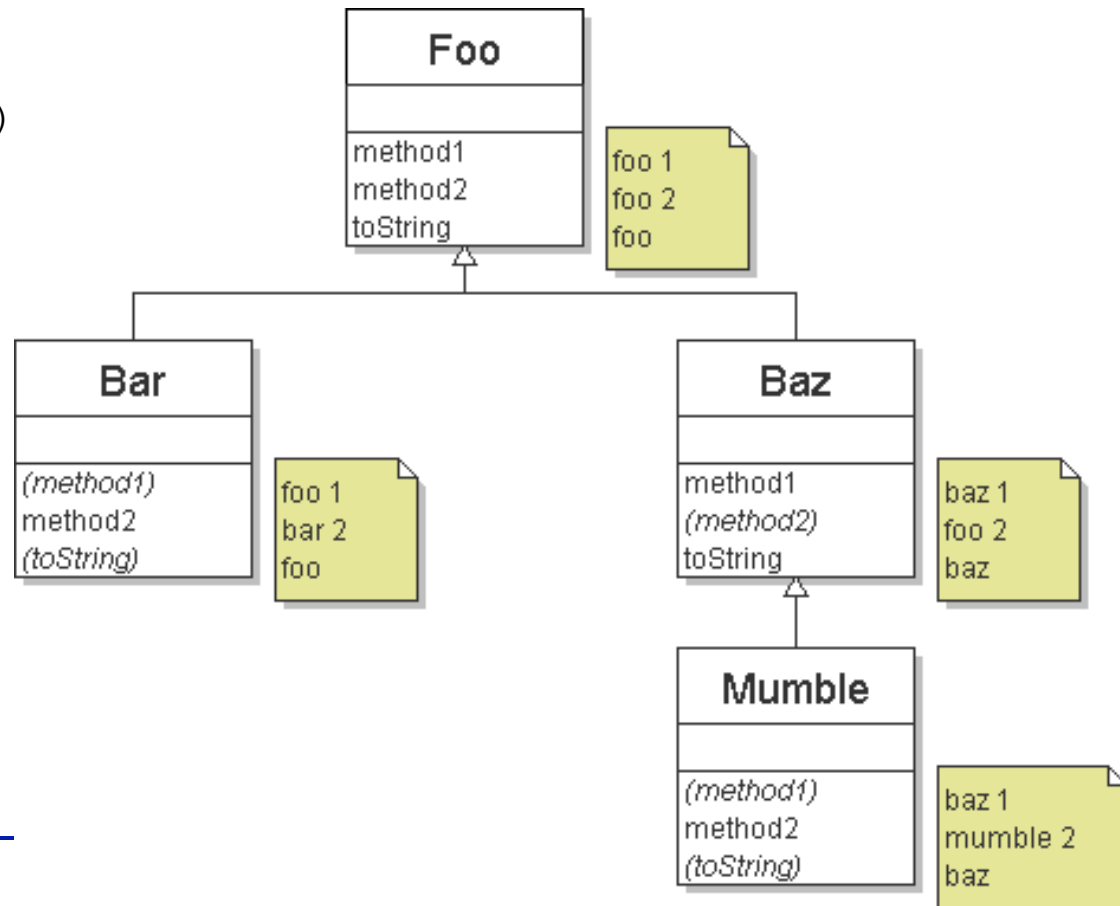 Foo
)
method1
method2
toString
foo 1
foo 2
foo
Bar
(method1)
method2
(toString)
foo 1
bar 2
foo
Baz
method1
(method2)
toString
baz 1
foo 2
baz
Mumble
(method1)
method2
(toString)
baz 1
mumble 2
baz